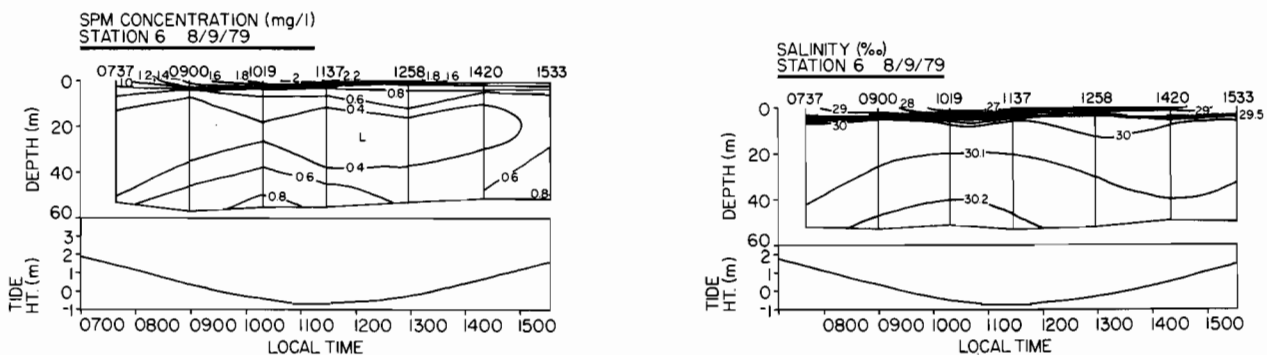 SPM CONCENTRATION (mg/l)
STATION 6 8/9/79
0737 1.2 1.4 0900 1.6 1.8 1019 2 1137 2.2 1258 1.8 1.6 1420 1533
1.0
0.8
0.6
0.4
L
0.4
0.6
0.6
0.8
0.8
0
20
40
60
DEPTH (m)
3
2
1
0
-1
TIDE
HT. (m)
0700 0800 0900 1000 1100 1200 1300 1400 1500
LOCAL TIME
SALINITY (‰)
STATION 6 8/9/79
0737 0900 1019 1137 1258 1420 1533
29 28 27 29
29.5
30 30
30.1
30.2
0
20
40
60
DEPTH (m)
2
1
0
-1
TIDE
HT. (m)
0800 0900 1000 1100 1200 1300 1400 1500
LOCAL TIME